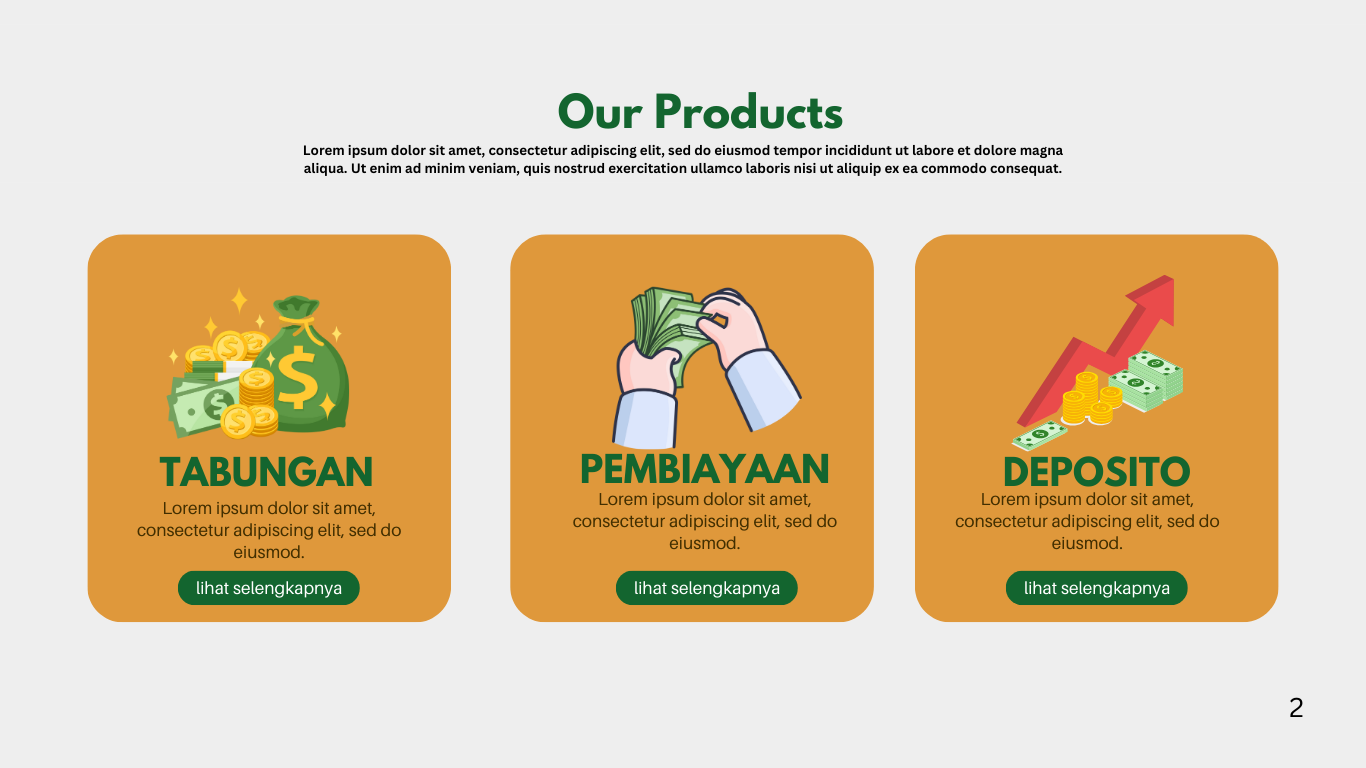 Our Products
Lorem ipsum dolor sit amet, consectetur adipiscing elit, sed do eiusmod tempor incididunt ut labore et dolore magna
aliqua. Ut enim ad minim veniam, quis nostrud exercitation ullamco laboris nisi ut aliquip ex ea commodo consequat.
TABUNGAN
Lorem ipsum dolor sit amet,
consectetur adipiscing elit, sed do
eiusmod.
lihat selengkapnya
PEMBIAYAAN
Lorem ipsum dolor sit amet,
consectetur adipiscing elit, sed do
eiusmod.
lihat selengkapnya
DEPOSITO
Lorem ipsum dolor sit amet,
consectetur adipiscing elit, sed do
eiusmod.
lihat selengkapnya
2